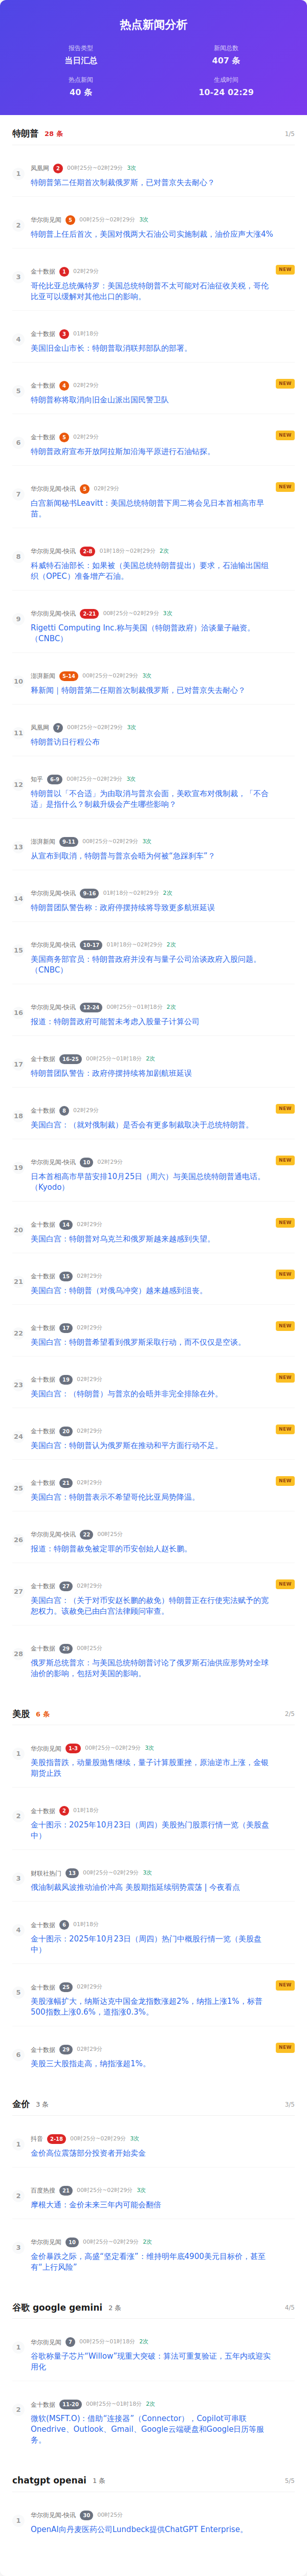 热点新闻分析
报告类型
当日汇总
新闻总数
407 条
热点新闻
40 条
生成时间
10-24 02:29
特朗普 28 条 1/5
1 凤凰网 2 00时25分~02时29分 3次
特朗普第二任期首次制裁俄罗斯，已对普京失去耐心？
2 华尔街见闻 5 00时25分~02时29分 3次
特朗普上任后首次，美国对俄两大石油公司实施制裁，油价应声大涨4%
3 金十数据 1 02时29分 NEW
哥伦比亚总统佩特罗：美国总统特朗普不太可能对石油征收关税，哥伦
比亚可以缓解对其他出口的影响。
4 金十数据 3 01时18分
美国旧金山市长：特朗普取消联邦部队的部署。
5 金十数据 4 02时29分 NEW
特朗普称将取消向旧金山派出国民警卫队
6 金十数据 5 02时29分 NEW
特朗普政府宣布开放阿拉斯加沿海平原进行石油钻探。
7 华尔街见闻-快讯 5 02时29分 NEW
白宫新闻秘书Leavitt：美国总统特朗普下周二将会见日本首相高市早
苗。
8 华尔街见闻-快讯 2-8 01时18分~02时29分 2次
科威特石油部长：如果被（美国总统特朗普提出）要求，石油输出国组
织（OPEC）准备增产石油。
9 华尔街见闻-快讯 2-21 00时25分~02时29分 3次
Rigetti Computing Inc.称与美国（特朗普政府）洽谈量子融资。
（CNBC）
10 澎湃新闻 5-14 00时25分~02时29分 3次
释新闻｜特朗普第二任期首次制裁俄罗斯，已对普京失去耐心？
11 凤凰网 7 00时25分~02时29分 3次
特朗普访日行程公布
12 知乎 6-9 00时25分~02时29分 3次
特朗普以「不合适」为由取消与普京会面，美欧宣布对俄制裁，「不合
适」是指什么？制裁升级会产生哪些影响？
13 澎湃新闻 9-11 00时25分~02时29分 3次
从宣布到取消，特朗普与普京会晤为何被“急踩刹车”？
14 华尔街见闻-快讯 9-16 01时18分~02时29分 2次
特朗普团队警告称：政府停摆持续将导致更多航班延误
15 华尔街见闻-快讯 10-17 01时18分~02时29分 2次
美国商务部官员：特朗普政府并没有与量子公司洽谈政府入股问题。
（CNBC）
16 华尔街见闻-快讯 12-24 00时25分~01时18分 2次
报道：特朗普政府可能暂未考虑入股量子计算公司
17 金十数据 16-25 00时25分~01时18分 2次
特朗普团队警告：政府停摆持续将加剧航班延误
18 金十数据 8 02时29分 NEW
美国白宫：（就对俄制裁）是否会有更多制裁取决于总统特朗普。
19 华尔街见闻-快讯 10 02时29分 NEW
日本首相高市早苗安排10月25日（周六）与美国总统特朗普通电话。
（Kyodo）
20 金十数据 14 02时29分 NEW
美国白宫：特朗普对乌克兰和俄罗斯越来越感到失望。
21 金十数据 15 02时29分 NEW
美国白宫：特朗普（对俄乌冲突）越来越感到沮丧。
22 金十数据 17 02时29分 NEW
美国白宫：特朗普希望看到俄罗斯采取行动，而不仅仅是空谈。
23 金十数据 19 02时29分 NEW
美国白宫：（特朗普）与普京的会晤并非完全排除在外。
24 金十数据 20 02时29分 NEW
美国白宫：特朗普认为俄罗斯在推动和平方面行动不足。
25 金十数据 21 02时29分 NEW
美国白宫：特朗普表示不希望哥伦比亚局势降温。
26 华尔街见闻-快讯 22 00时25分
报道：特朗普赦免被定罪的币安创始人赵长鹏。
27 金十数据 27 02时29分 NEW
美国白宫：（关于对币安赵长鹏的赦免）特朗普正在行使宪法赋予的宽
恕权力。该赦免已由白宫法律顾问审查。
28 金十数据 29 00时25分
俄罗斯总统普京：与美国总统特朗普讨论了俄罗斯石油供应形势对全球
油价的影响，包括对美国的影响。
美股 6 条 2/5
1 华尔街见闻 1-3 00时25分~02时29分 3次
美股指普跌，动量股抛售继续，量子计算股重挫，原油逆市上涨，金银
期货止跌
2 金十数据 2 01时18分
金十图示：2025年10月23日（周四）美股热门股票行情一览（美股盘
中）
3 财联社热门 13 00时25分~02时29分 3次
俄油制裁风波推动油价冲高 美股期指延续弱势震荡 | 今夜看点
4 金十数据 6 01时18分
金十图示：2025年10月23日（周四）热门中概股行情一览（美股盘
中）
5 金十数据 25 02时29分 NEW
美股涨幅扩大，纳斯达克中国金龙指数涨超2%，纳指上涨1%，标普
500指数上涨0.6%，道指涨0.3%。
6 金十数据 29 02时29分 NEW
美股三大股指走高，纳指涨超1%。
金价 3 条 3/5
1 抖音 2-18 00时25分~02时29分 3次
金价高位震荡部分投资者开始卖金
2 百度热搜 21 00时25分~02时29分 3次
摩根大通：金价未来三年内可能会翻倍
3 华尔街见闻 10 00时25分~02时29分 2次
金价暴跌之际，高盛“坚定看涨”：维持明年底4900美元目标价，甚至
有“上行风险”
谷歌 google gemini 2 条 4/5
1 华尔街见闻 7 00时25分~01时18分 2次
谷歌称量子芯片“Willow”现重大突破：算法可重复验证，五年内或迎实
用化
2 金十数据 11-20 00时25分~01时18分 2次
微软(MSFT.O)：借助“连接器”（Connector），Copilot可串联
Onedrive、Outlook、Gmail、Google云端硬盘和Google日历等服
务。
chatgpt openai 1 条 5/5
1 华尔街见闻-快讯 30 00时25分
OpenAI向丹麦医药公司Lundbeck提供ChatGPT Enterprise。